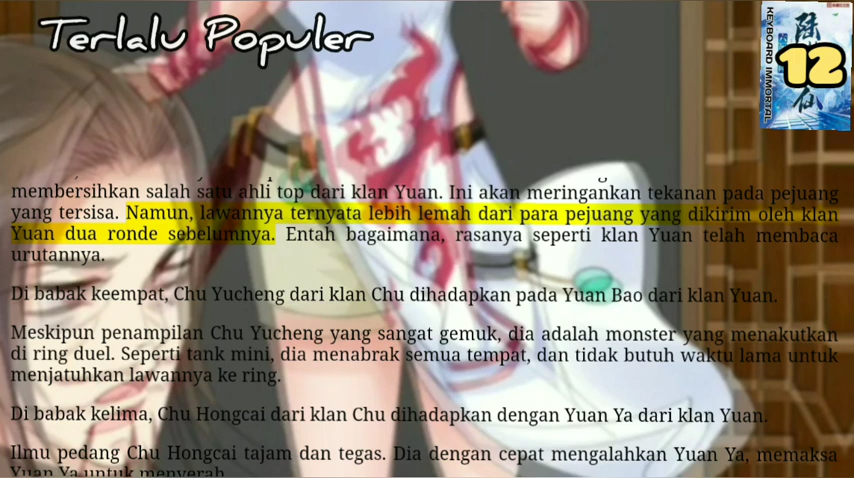 Terlalu Populer
KEYBOARD IMMORTAL
12
membersihkan salah satu ahli top dari klan Yuan. Ini akan meringankan tekanan pada pejuang
yang tersisa. Namun, lawannya ternyata lebih lemah dari para pejuang yang dikirim oleh klan
Yuan dua ronde sebelumnya. Entah bagaimana, rasanya seperti klan Yuan telah membaca
urutannya.
Di babak keempat, Chu Yucheng dari klan Chu dihadapkan pada Yuan Bao dari klan Yuan.
Meskipun penampilan Chu Yucheng yang sangat gemuk, dia adalah monster yang menakutkan
di ring duel. Seperti tank mini, dia menabrak semua tempat, dan tidak butuh waktu lama untuk
menjatuhkan lawannya ke ring.
Di babak kelima, Chu Hongcai dari klan Chu dihadapkan dengan Yuan Ya dari klan Yuan.
Ilmu pedang Chu Hongcai tajam dan tegas. Dia dengan cepat mengalahkan Yuan Ya, memaksa
Yuan Ya untuk menyerah.